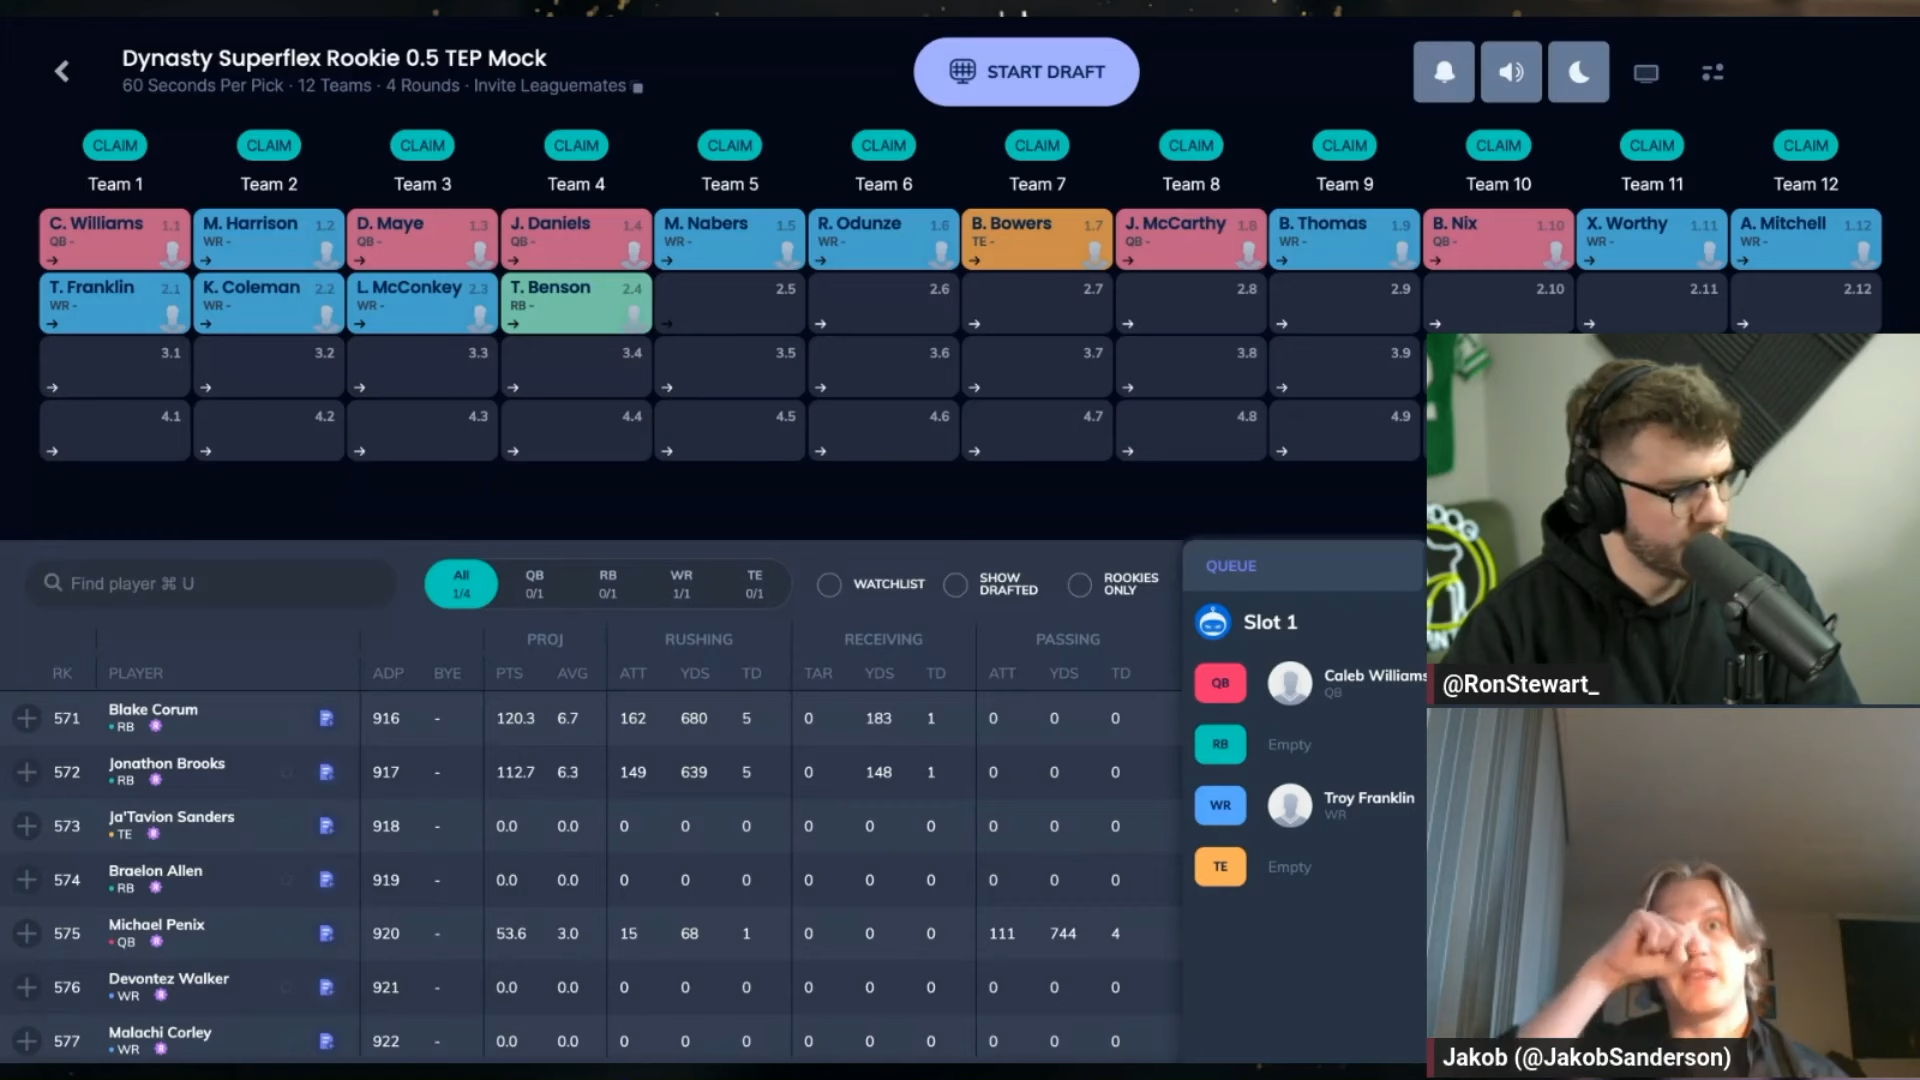 Dynasty Superflex Rookie 0.5 TEP Mock
60 Seconds Per Pick · 12 Teams · 4 Rounds · Invite Leaguemates
START DRAFT
CLAIM CLAIM CLAIM CLAIM CLAIM CLAIM CLAIM CLAIM CLAIM CLAIM CLAIM CLAIM
Team 1 Team 2 Team 3 Team 4 Team 5 Team 6 Team 7 Team 8 Team 9 Team 10 Team 11 Team 12
C. Williams 1.1 M. Harrison 1.2 D. Maye 1.3 J. Daniels 1.4 M. Nabers 1.5 R. Odunze 1.6 B. Bowers 1.7 J. McCarthy 1.8 B. Thomas 1.9 B. Nix 1.10 X. Worthy 1.11 A. Mitchell 1.12
QB - WR - QB - QB - WR - WR - TE - QB - WR - QB - WR - WR -
T. Franklin 2.1 K. Coleman 2.2 L. McConkey 2.3 T. Benson 2.4 2.5 2.6 2.7 2.8 2.9 2.10 2.11 2.12
WR - WR - WR - RB -
3.1 3.2 3.3 3.4 3.5 3.6 3.7 3.8 3.9
4.1 4.2 4.3 4.4 4.5 4.6 4.7 4.8 4.9
Find player ⌘ U
All QB RB WR TE
1/4 0/1 0/1 1/1 0/1
WATCHLIST
SHOW
DRAFTED
ROOKIES
ONLY
PROJ RUSHING RECEIVING PASSING
RK PLAYER ADP BYE PTS AVG ATT YDS TD TAR YDS TD ATT YDS TD
571 Blake Corum 916 - 120.3 6.7 162 680 5 0 183 1 0 0 0
RB
572 Jonathon Brooks 917 - 112.7 6.3 149 639 5 0 148 1 0 0 0
RB
573 Ja'Tavion Sanders 918 - 0.0 0.0 0 0 0 0 0 0 0 0 0
TE
574 Braelon Allen 919 - 0.0 0.0 0 0 0 0 0 0 0 0 0
RB
575 Michael Penix 920 - 53.6 3.0 15 68 1 0 0 0 111 744 4
QB
576 Devontez Walker 921 - 0.0 0.0 0 0 0 0 0 0 0 0 0
WR
577 Malachi Corley 922 - 0.0 0.0 0 0 0 0 0 0 0 0 0
WR
QUEUE
Slot 1
QB Caleb Williams
QB
RB Empty
WR Troy Franklin
WR
TE Empty
@RonStewart_
Jakob (@JakobSanderson)